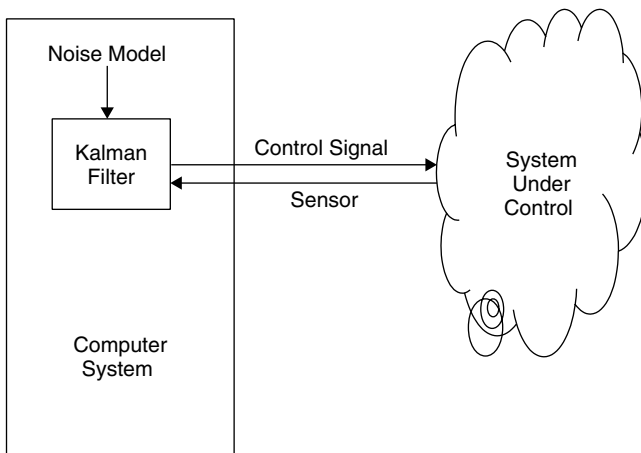 Noise Model
Kalman
Filter
Control Signal
Sensor
System
Under
Control
Computer
System